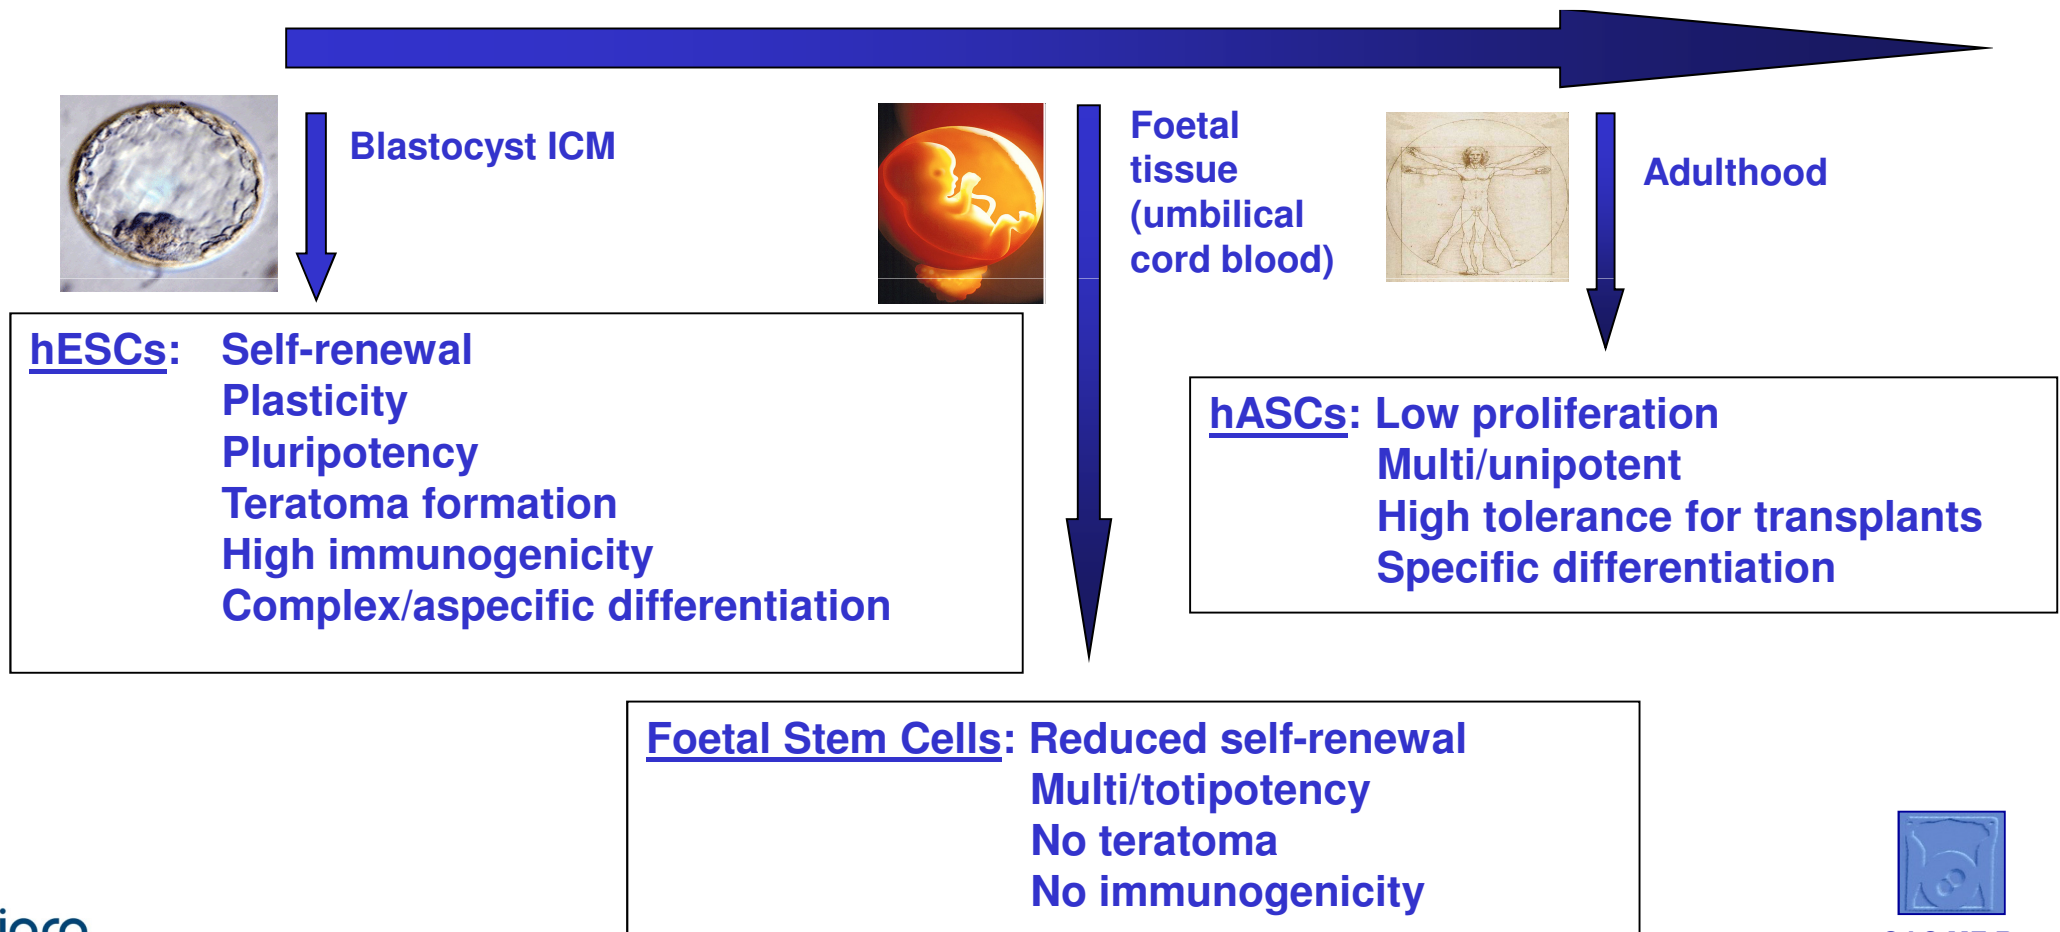 Blastocyst ICM
Foetal
tissue
(umbilical
cord blood)
Adulthood
hESCs: Self-renewal
Plasticity
Pluripotency
Teratoma formation
High immunogenicity
Complex/aspecific differentiation
hASCs: Low proliferation
Multi/unipotent
High tolerance for transplants
Specific differentiation
Foetal Stem Cells: Reduced self-renewal
Multi/totipotency
No teratoma
No immunogenicity